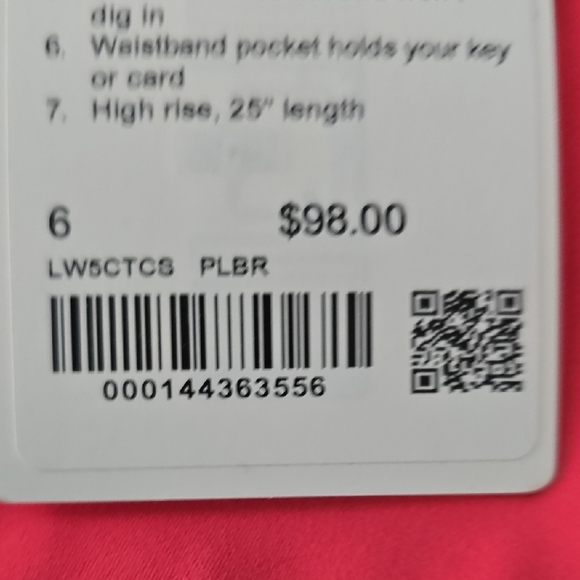 dig in
6. Waistband pocket holds your key
or card
7. High rise, 25" length
6 $98.00
LW5CTCS PLBR
000144363556